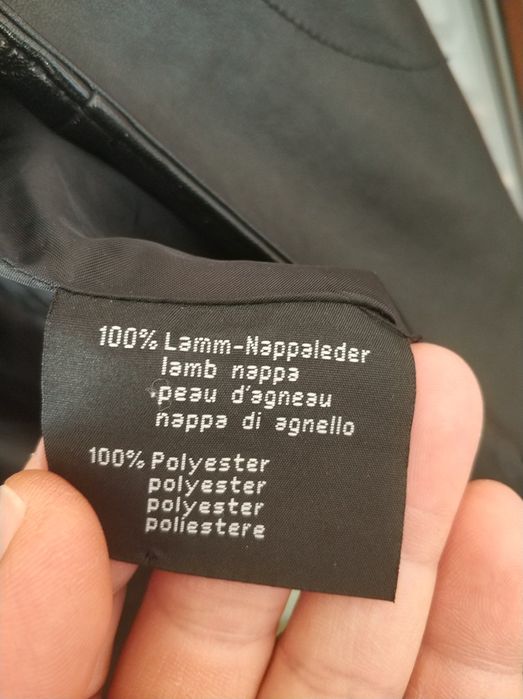 100% Lamm-Nappaleder
lamb nappa
peau d'agneau
nappa di agnello
100% Polyester
polyester
polyester
poliestere